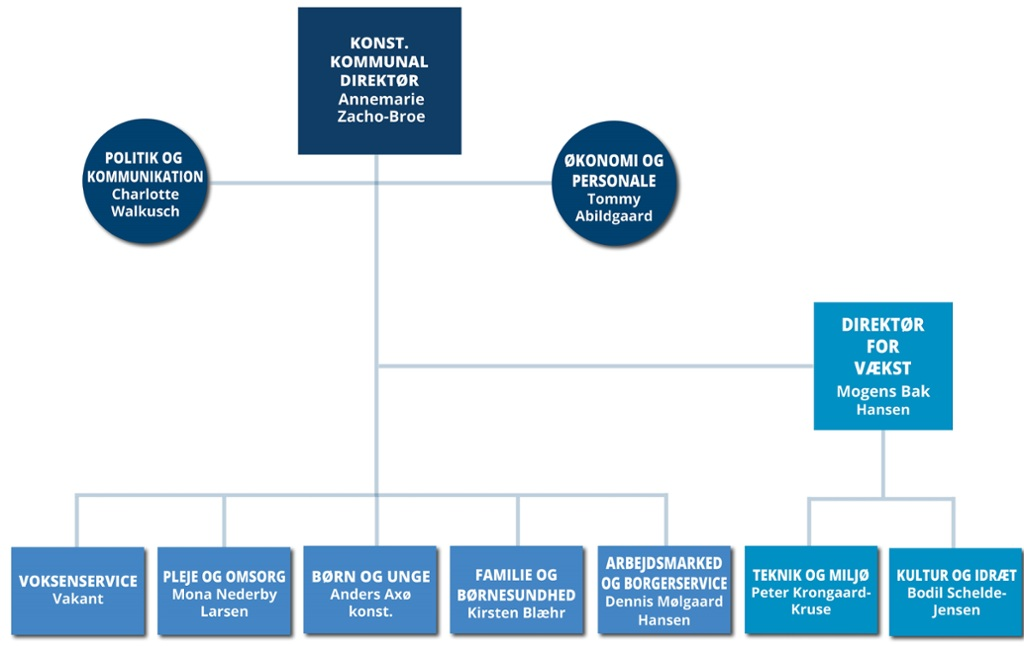 KONST.
KOMMUNAL
DIREKTØR
Annemarie
Zacho-Broe
POLITIK OG
KOMMUNIKATION
Charlotte
Walkusch
ØKONOMI OG
PERSONALE
Tommy
Abildgaard
DIREKTØR
FOR
VÆKST
Mogens Bak
Hansen
VOKSENSERVICE
Vakant
PLEJE OG OMSORG
Mona Nederby
Larsen
BØRN OG UNGE
Anders Axø
konst.
FAMILIE OG
BØRNESUNDHED
Kirsten Blæhr
ARBEJDSMARKED
OG BORGERSERVICE
Dennis Mølgaard
Hansen
TEKNIK OG MILJØ
Peter Krongaard-
Kruse
KULTUR OG IDRÆT
Bodil Schelde-
Jensen